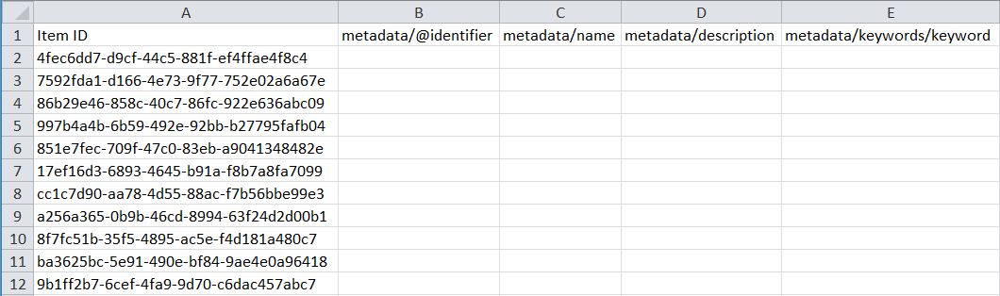 A B C D E
1 Item ID metadata/@identifier metadata/name metadata/description metadata/keywords/keyword
2 4fec6dd7-d9cf-44c5-881f-ef4ffae4f8c4
3 7592fda1-d166-4e73-9f77-752e02a6a67e
4 86b29e46-858c-40c7-86fc-922e636abc09
5 997b4a4b-6b59-492e-92bb-b27795fafb04
6 851e7fec-709f-47c0-83eb-a9041348482e
7 17ef16d3-6893-4645-b91a-f8b7a8fa7099
8 cc1c7d90-aa78-4d55-88ac-f7b56bbe99e3
9 a256a365-0b9b-46cd-8994-63f24d2d00b1
10 8f7fc51b-35f5-4895-ac5e-f4d181a480c7
11 ba3625bc-5e91-490e-bf84-9ae4e0a96418
12 9b1ff2b7-6cef-4fa9-9d70-c6dac457abc7